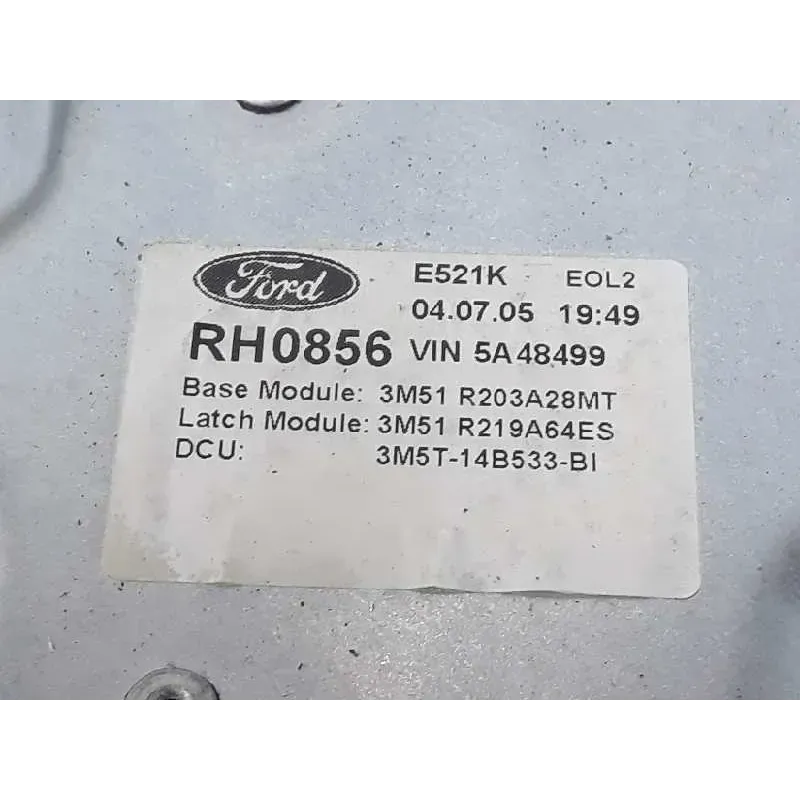 Ford
E521K EOL2
04.07.05 19:49
RH0856 VIN 5A48499
Base Module: 3M51 R203A28MT
Latch Module: 3M51 R219A64ES
DCU: 3M5T-14B533-BI